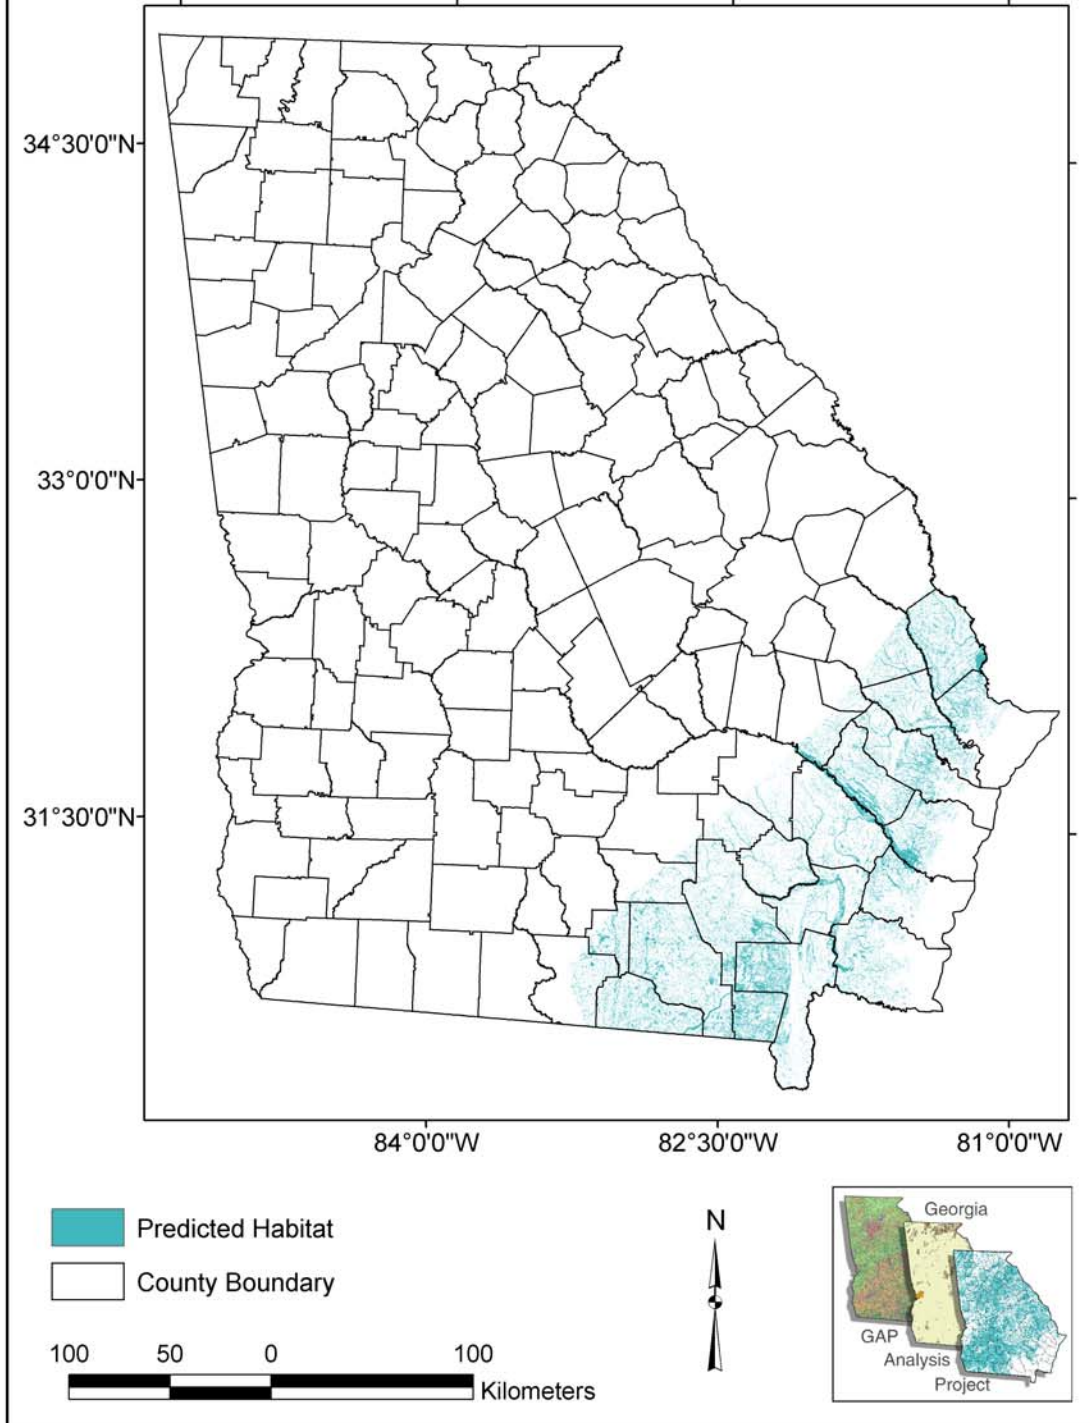 34°30'0"N
33°0'0"N
31°30'0"N
84°0'0"W 82°30'0"W 81°0'0"W
Predicted Habitat
County Boundary
100 50 0 100
Kilometers
N
Georgia
GAP
Analysis
Project